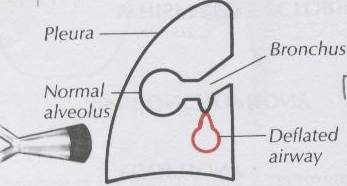 Pleura
Bronchus
Normal
alveolus
Deflated
airway